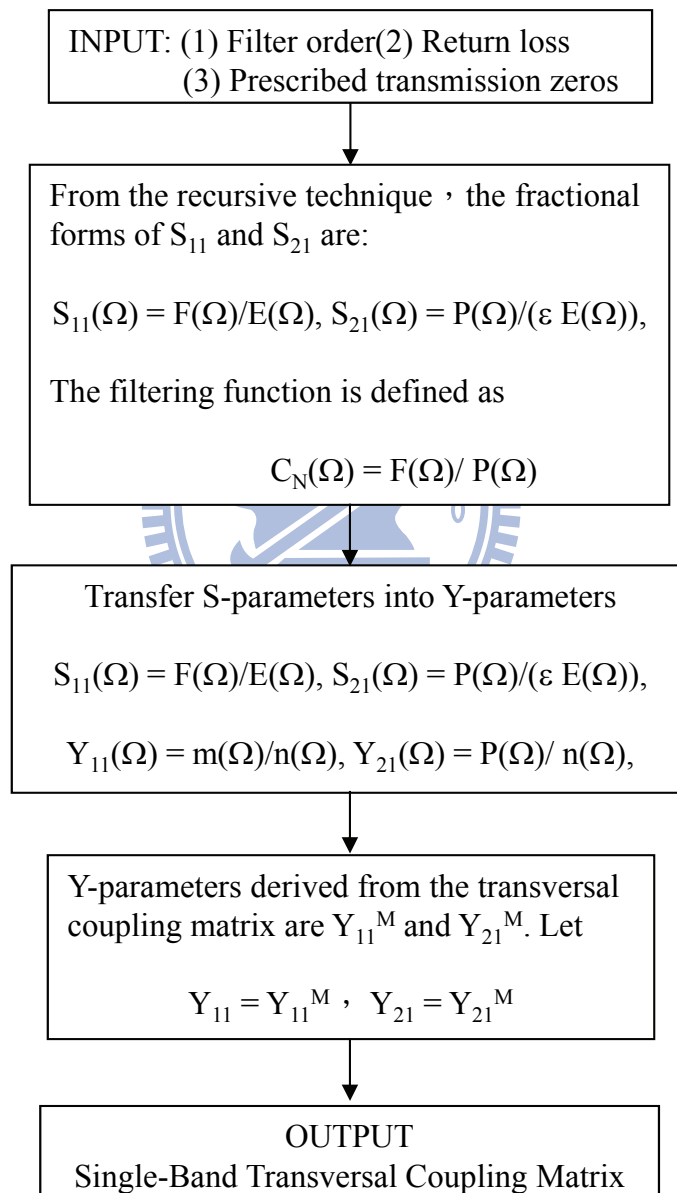 INPUT: (1) Filter order(2) Return loss
(3) Prescribed transmission zeros
From the recursive technique，the fractional
forms of S₁₁ and S₂₁ are:
S₁₁(Ω) = F(Ω)/E(Ω), S₂₁(Ω) = P(Ω)/(ε E(Ω)),
The filtering function is defined as
C_N(Ω) = F(Ω)/ P(Ω)
Transfer S-parameters into Y-parameters
S₁₁(Ω) = F(Ω)/E(Ω), S₂₁(Ω) = P(Ω)/(ε E(Ω)),
Y₁₁(Ω) = m(Ω)/n(Ω), Y₂₁(Ω) = P(Ω)/ n(Ω),
Y-parameters derived from the transversal
coupling matrix are Y₁₁ᴹ and Y₂₁ᴹ. Let
Y₁₁ = Y₁₁ᴹ，Y₂₁ = Y₂₁ᴹ
OUTPUT
Single-Band Transversal Coupling Matrix